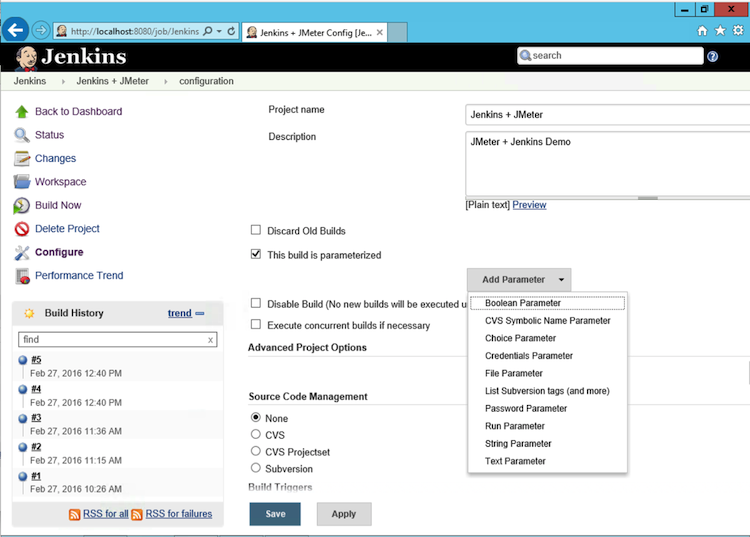 http://localhost:8080/job/Jenkins
Jenkins + JMeter Config [Je...
Jenkins
search
Jenkins
Jenkins + JMeter
configuration
Back to Dashboard
Status
Changes
Workspace
Build Now
Delete Project
Configure
Performance Trend
Build History
trend
find
x
#5
Feb 27, 2016 12:40 PM
#4
Feb 27, 2016 12:40 PM
#3
Feb 27, 2016 11:36 AM
#2
Feb 27, 2016 11:15 AM
#1
Feb 27, 2016 10:26 AM
RSS for all
RSS for failures
Project name
Jenkins + JMeter
Description
JMeter + Jenkins Demo
[Plain text] Preview
Discard Old Builds
This build is parameterized
Add Parameter
Boolean Parameter
CVS Symbolic Name Parameter
Choice Parameter
Credentials Parameter
File Parameter
List Subversion tags (and more)
Password Parameter
Run Parameter
String Parameter
Text Parameter
Disable Build (No new builds will be executed u
Execute concurrent builds if necessary
Advanced Project Options
Source Code Management
None
CVS
CVS Projectset
Subversion
Build Triggers
Save
Apply